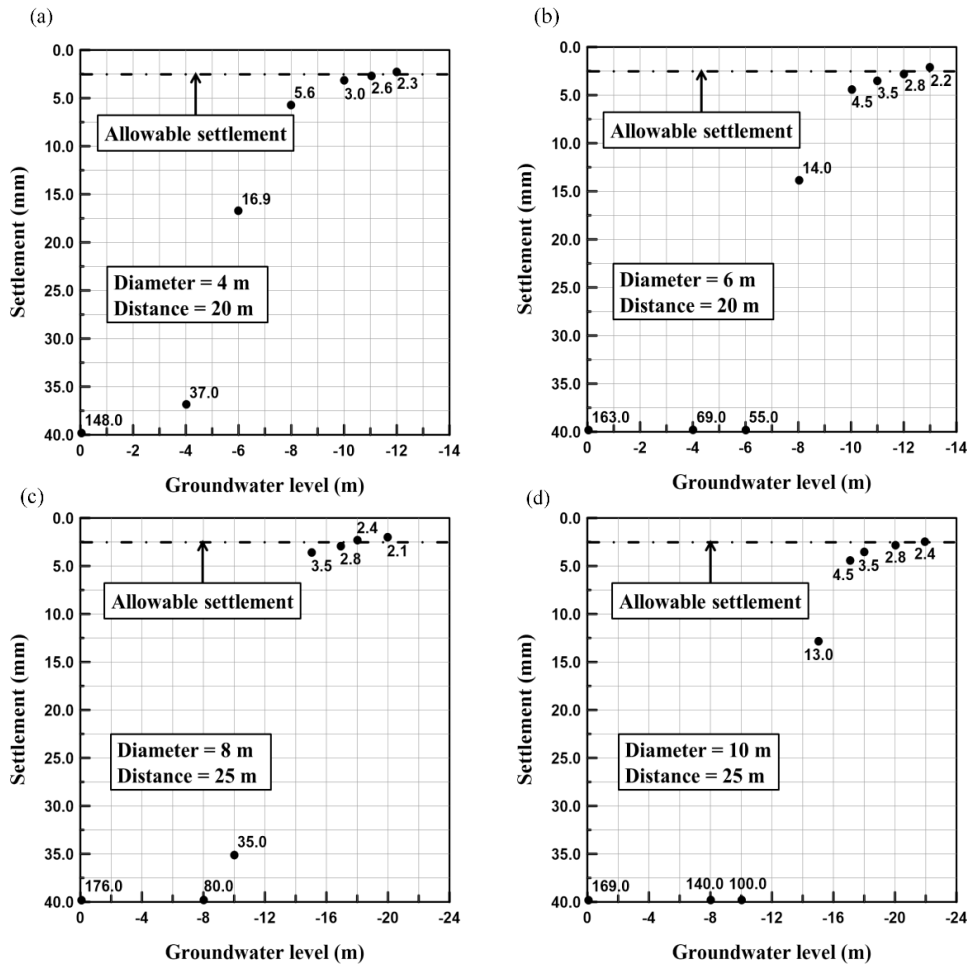 (a)
0.0
5.0
10.0
15.0
20.0
25.0
30.0
35.0
40.0
Settlement (mm)
5.6
3.0
2.6
2.3
Allowable settlement
16.9
Diameter = 4 m
Distance = 20 m
37.0
148.0
0 -2 -4 -6 -8 -10 -12 -14
Groundwater level (m)
(b)
0.0
5.0
10.0
15.0
20.0
25.0
30.0
35.0
40.0
Settlement (mm)
4.5
3.5
2.8
2.2
Allowable settlement
14.0
Diameter = 6 m
Distance = 20 m
163.0 69.0 55.0
0 -2 -4 -6 -8 -10 -12 -14
Groundwater level (m)
(c)
0.0
5.0
10.0
15.0
20.0
25.0
30.0
35.0
40.0
Settlement (mm)
2.4
3.5
2.8
2.1
Allowable settlement
Diameter = 8 m
Distance = 25 m
35.0
176.0 80.0
0 -4 -8 -12 -16 -20 -24
Groundwater level (m)
(d)
0.0
5.0
10.0
15.0
20.0
25.0
30.0
35.0
40.0
Settlement (mm)
4.5
3.5
2.8
2.4
Allowable settlement
13.0
Diameter = 10 m
Distance = 25 m
169.0 140.0 100.0
0 -4 -8 -12 -16 -20 -24
Groundwater level (m)